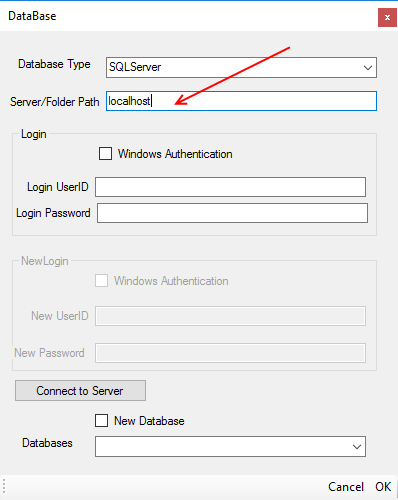 DataBase
x
Database Type SQLServer
Server/Folder Path localhost
Login
Windows Authentication
Login UserID
Login Password
NewLogin
Windows Authentication
New UserID
New Password
Connect to Server
New Database
Databases
Cancel OK